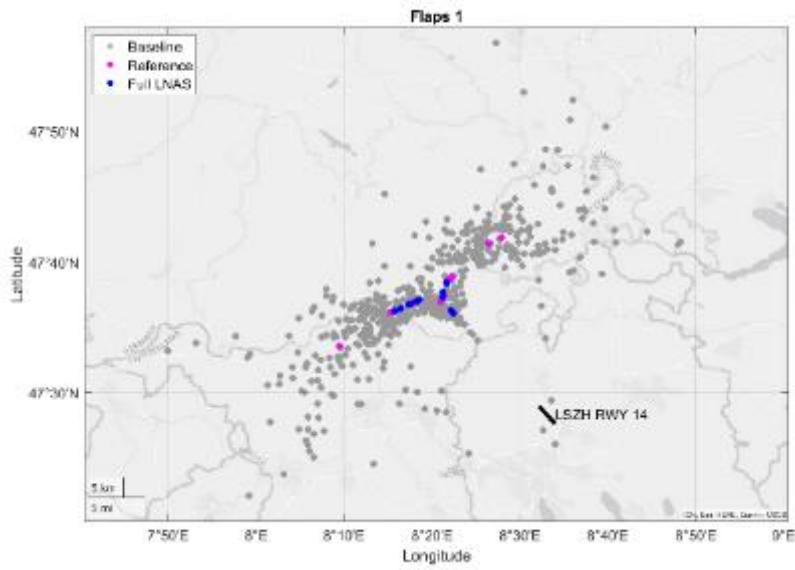 Flaps 1
Baseline
Reference
Full LNAS
47°50'N
47°40'N
47°30'N
Latitude
LSZH RWY 14
5 km
3 mi
7°50'E 8°E 8°10'E 8°20'E 8°30'E 8°40'E 8°50'E 9°E
Longitude